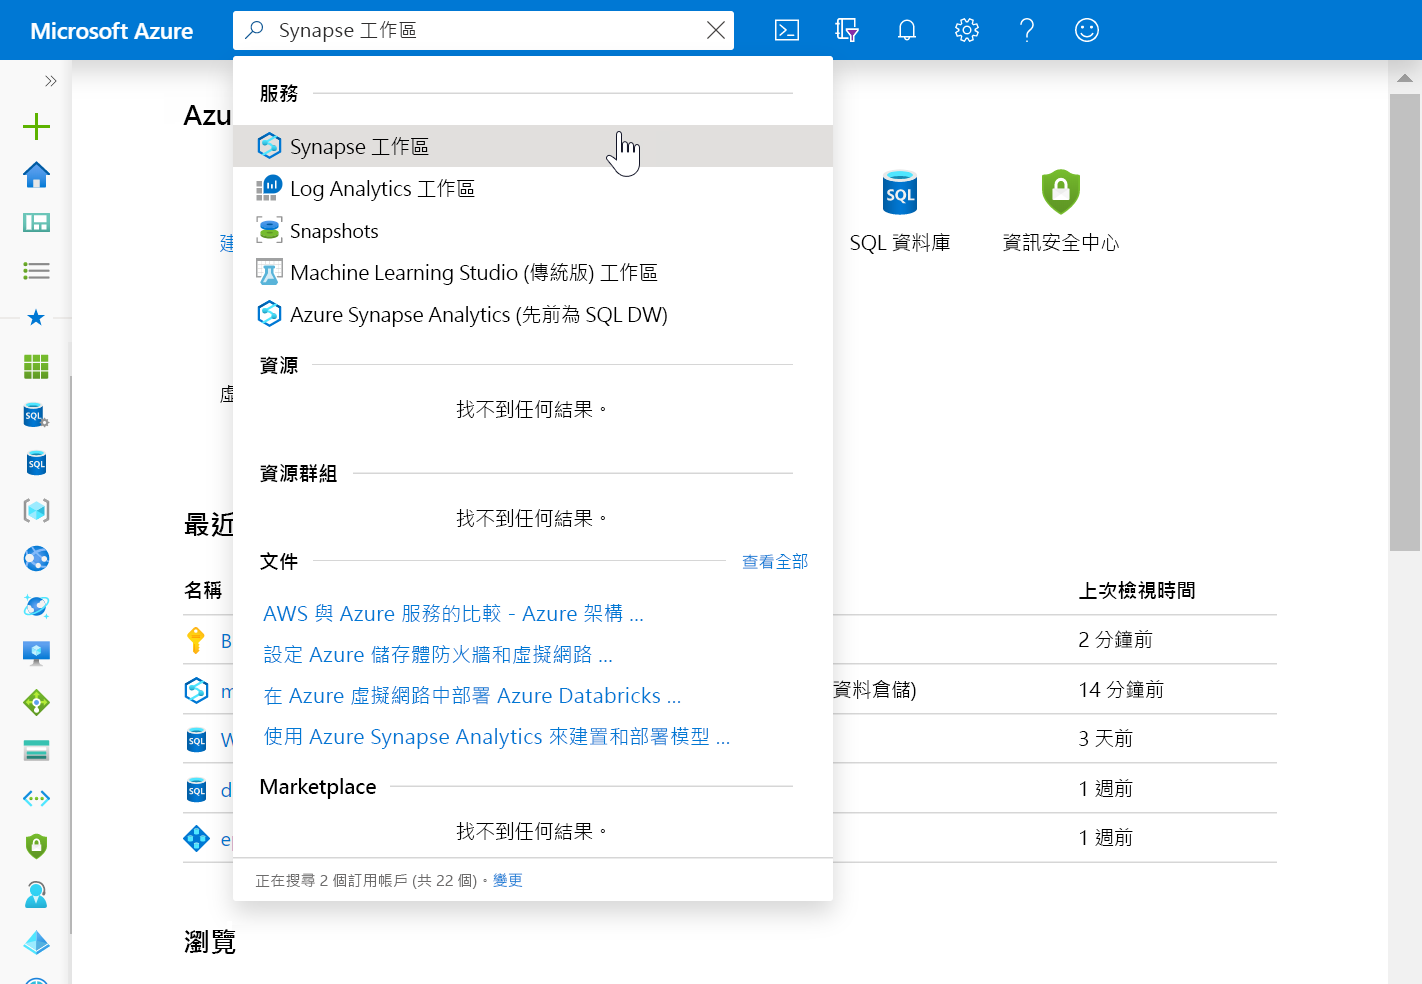 Microsoft Azure
Synapse 工作區
Azu
服務
Synapse 工作區
Log Analytics 工作區
Snapshots
Machine Learning Studio (傳統版) 工作區
Azure Synapse Analytics (先前為 SQL DW)
建
SQL
SQL 資料庫
資訊安全中心
資源
找不到任何結果。
虛
資源群組
找不到任何結果。
最近
文件
查看全部
AWS 與 Azure 服務的比較 - Azure 架構 ...
設定 Azure 儲存體防火牆和虛擬網路 ...
在 Azure 虛擬網路中部署 Azure Databricks ...
使用 Azure Synapse Analytics 來建置和部署模型 ...
Marketplace
找不到任何結果。
正在搜尋 2 個訂用帳戶 (共 22 個)。變更
名稱
上次檢視時間
B
2 分鐘前
m
資料倉儲)
14 分鐘前
SQL
W
3 天前
SQL
d
1 週前
e
1 週前
瀏覽
SQL
SQL